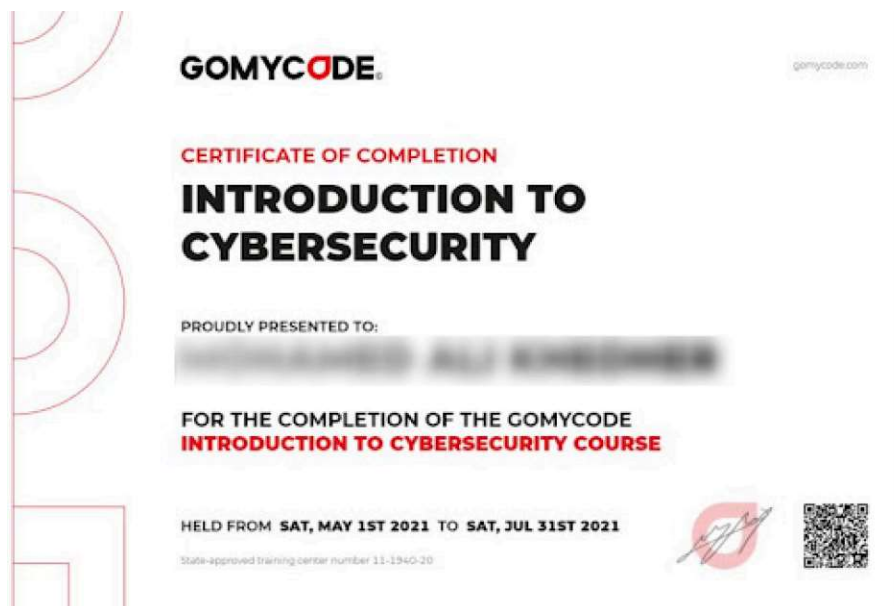 GOMYCODE
gomycode.com
CERTIFICATE OF COMPLETION
INTRODUCTION TO
CYBERSECURITY
PROUDLY PRESENTED TO:
FOR THE COMPLETION OF THE GOMYCODE
INTRODUCTION TO CYBERSECURITY COURSE
HELD FROM SAT, MAY 1ST 2021 TO SAT, JUL 31ST 2021
State-approved training center number 11-1940-20